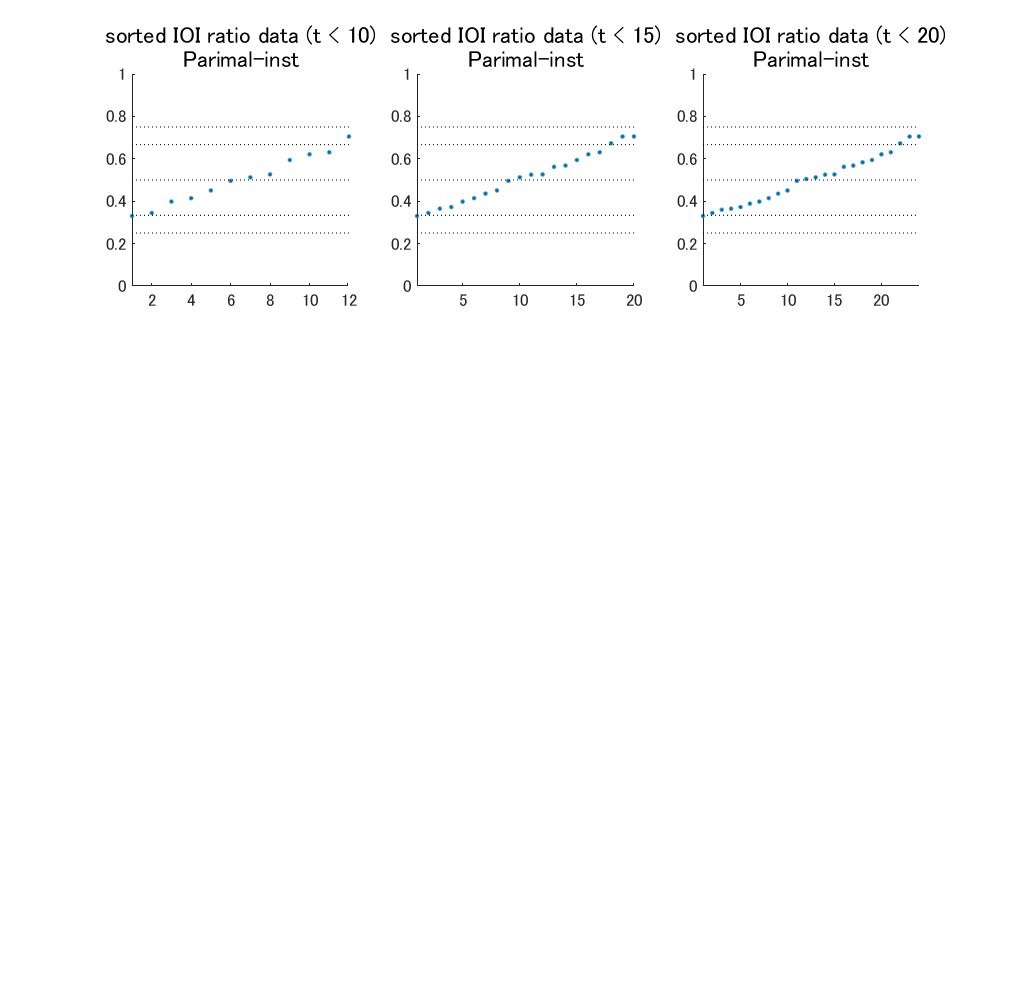 sorted IOI ratio data (t < 10)
Parimal-inst
1
0.8
0.6
0.4
0.2
0
2 4 6 8 10 12
sorted IOI ratio data (t < 15)
Parimal-inst
1
0.8
0.6
0.4
0.2
0
5 10 15 20
sorted IOI ratio data (t < 20)
Parimal-inst
1
0.8
0.6
0.4
0.2
0
5 10 15 20